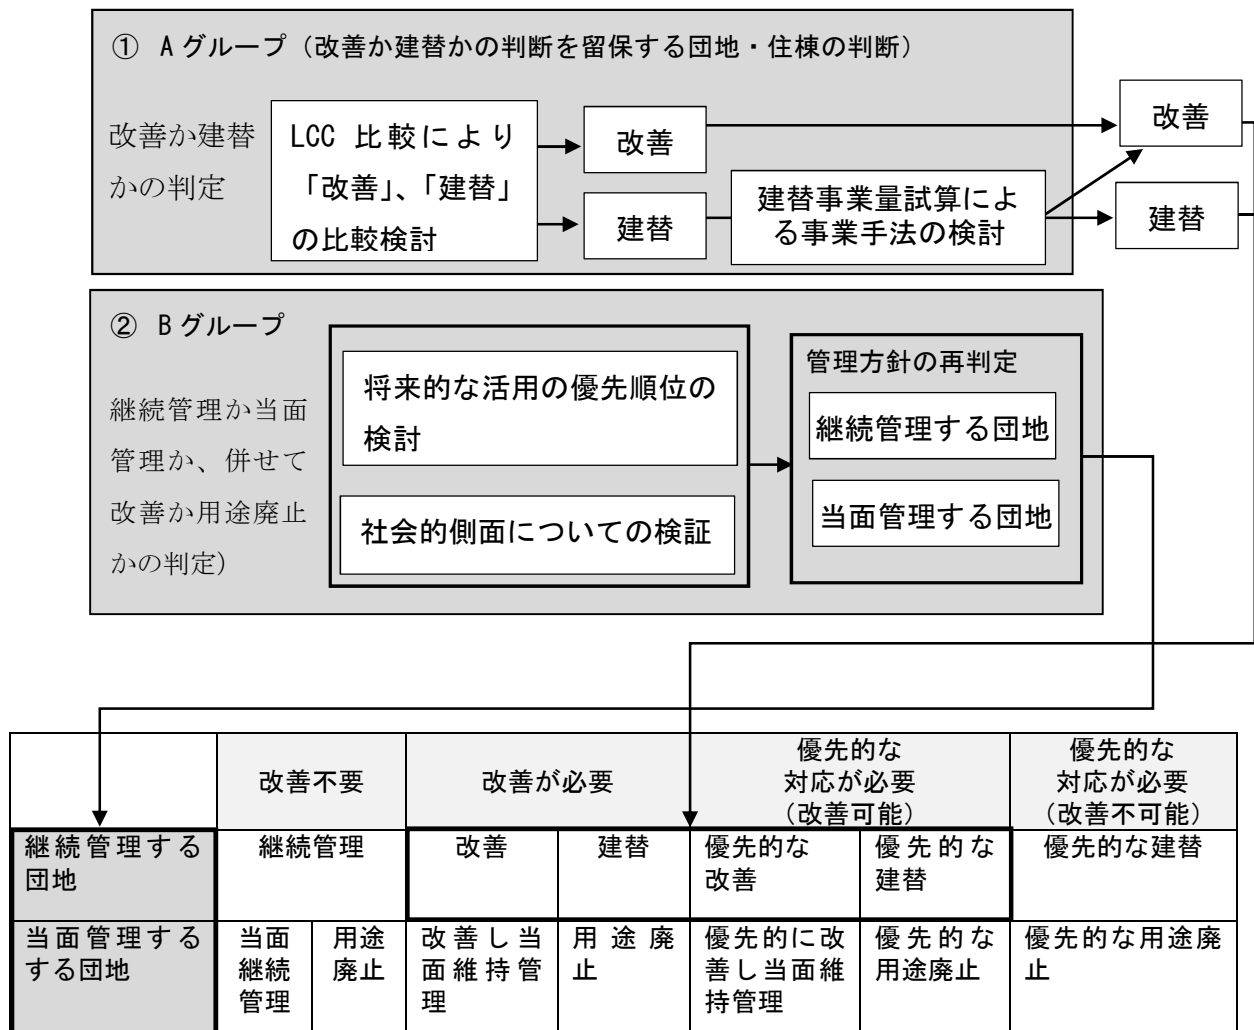 ① Aグループ（改善か建替かの判断を留保する団地・住棟の判断）
改善か建替
かの判定
LCC 比較により
「改善」、「建替」
の比較検討
改善
建替
建替事業量試算によ
る事業手法の検討
改善
建替
② Bグループ
継続管理か当面
管理か、併せて
改善か用途廃止
かの判定）
将来的な活用の優先順位の
検討
社会的側面についての検証
管理方針の再判定
継続管理する団地
当面管理する団地
改善不要
改善が必要
優先的な
対応が必要
（改善可能）
優先的な
対応が必要
（改善不可能）
継続管理する
団地
継続管理
改善
建替
優先的な
改善
優先的な
建替
優先的な建替
当面管理する
する団地
当面
継続
管理
用途
廃止
改善し当
面維持管
理
用途廃
止
優先的に改
善し当面維
持管理
優先的な
用途廃止
優先的な用途廃
止